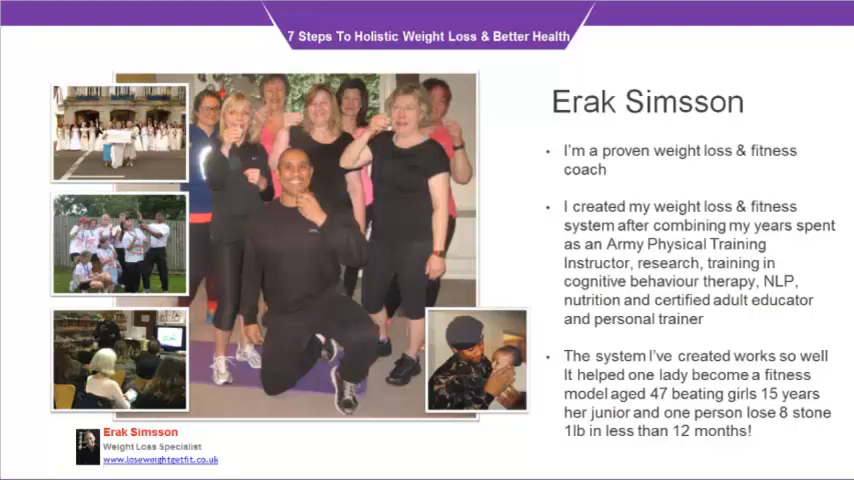 7 Steps To Holistic Weight Loss & Better Health
Erak Simsson
• I'm a proven weight loss & fitness
coach
• I created my weight loss & fitness
system after combining my years spent
as an Army Physical Training
Instructor, research, training in
cognitive behaviour therapy, NLP,
nutrition and certified adult educator
and personal trainer
• The system I've created works so well
It helped one lady become a fitness
model aged 47 beating girls 15 years
her junior and one person lose 8 stone
1lb in less than 12 months!
Erak Simsson
Weight Loss Specialist
www.loseweightgetfit.co.uk